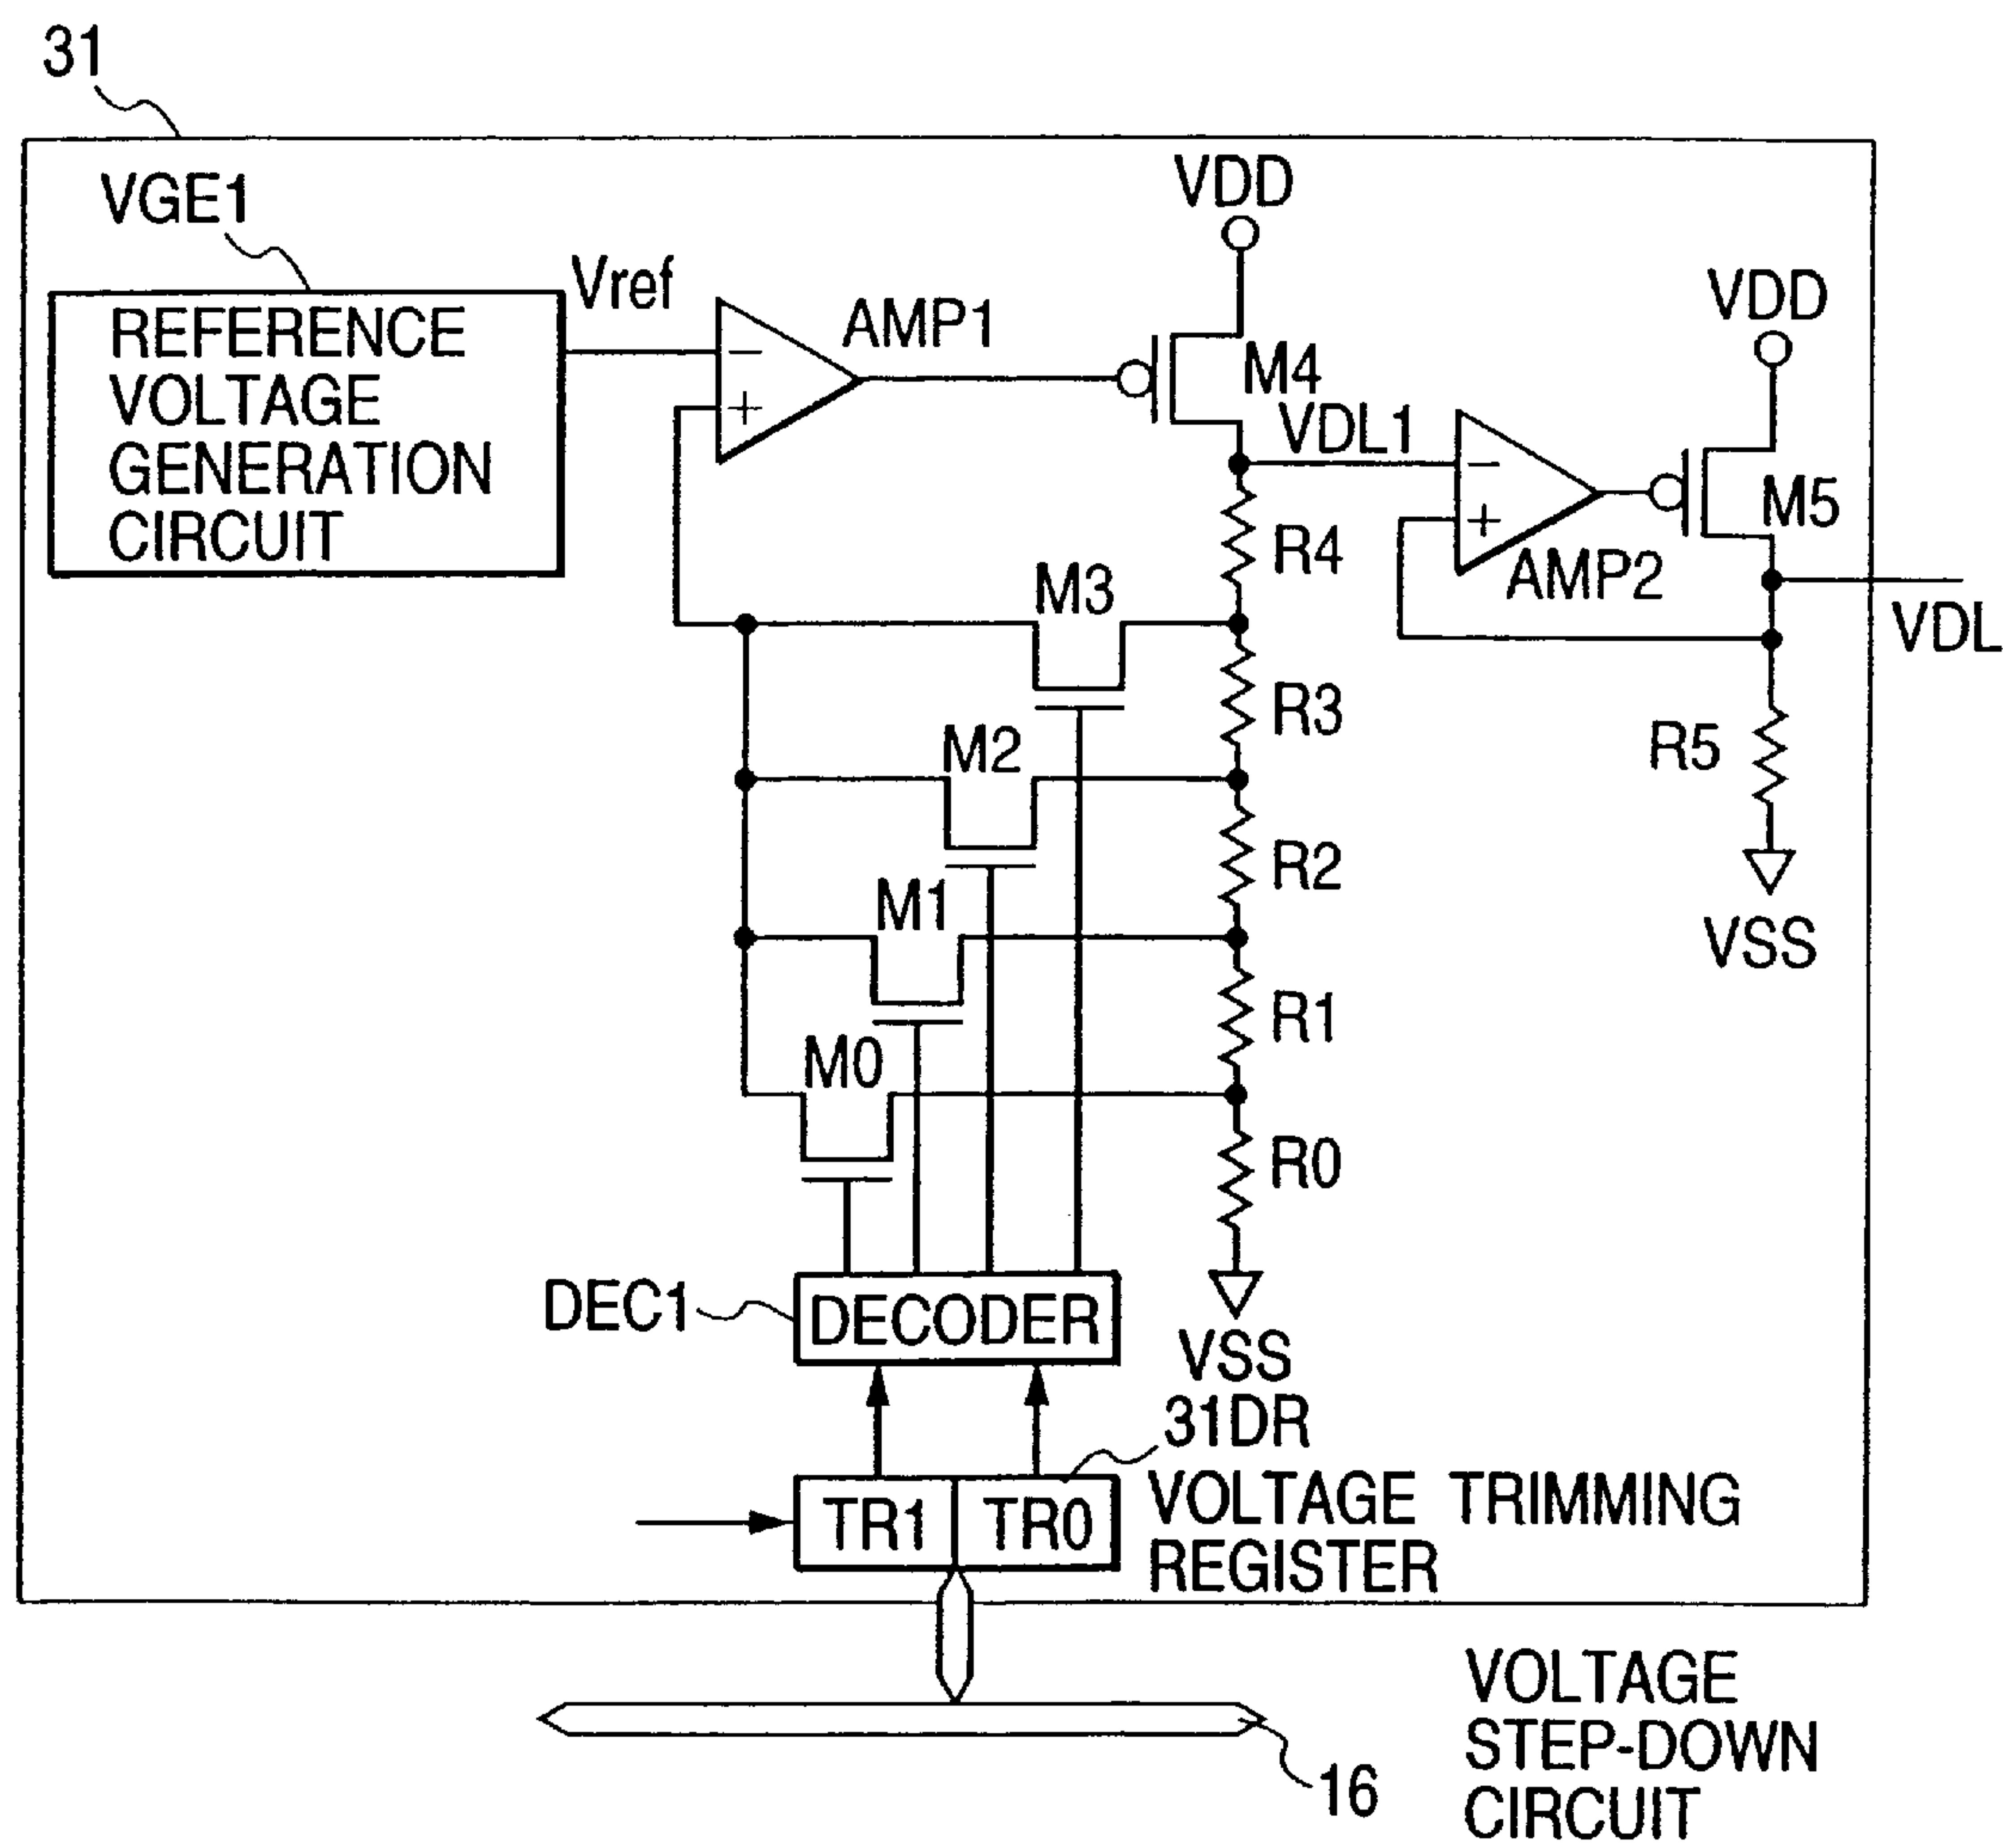 31
VGE1
REFERENCE
VOLTAGE
GENERATION
CIRCUIT
Vref
−
+
AMP1
VDD
M4
VDL1
−
+
AMP2
VDD
M5
VDL
R4
M3
R3
R5
M2
R2
VSS
M1
R1
M0
R0
DEC1
DECODER
VSS
31DR
TR1
TR0
VOLTAGE TRIMMING
REGISTER
16
VOLTAGE
STEP-DOWN
CIRCUIT